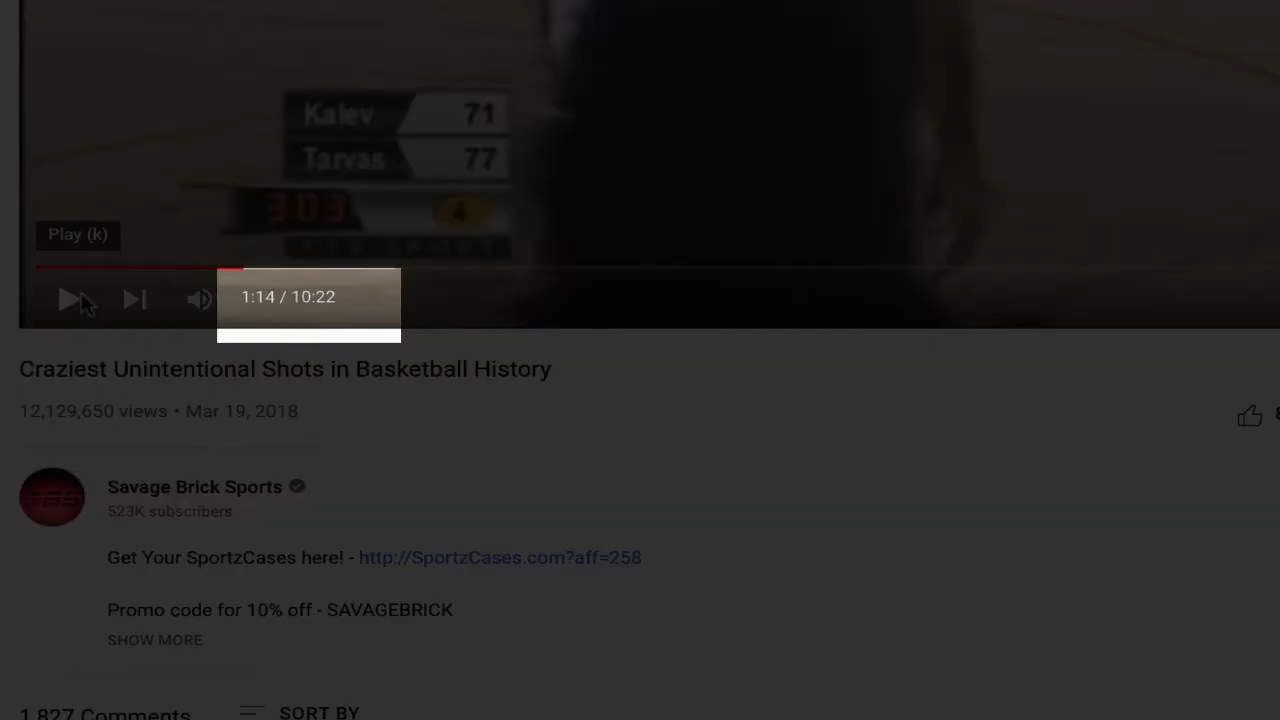 Kalev 71
Tarvas 77
303 4
Play (k)
1:14 / 10:22
Craziest Unintentional Shots in Basketball History
12,129,650 views • Mar 19, 2018
Savage Brick Sports
523K subscribers
Get Your SportzCases here! - http://SportzCases.com?aff=258
Promo code for 10% off - SAVAGEBRICK
SHOW MORE
1,827 Comments SORT BY